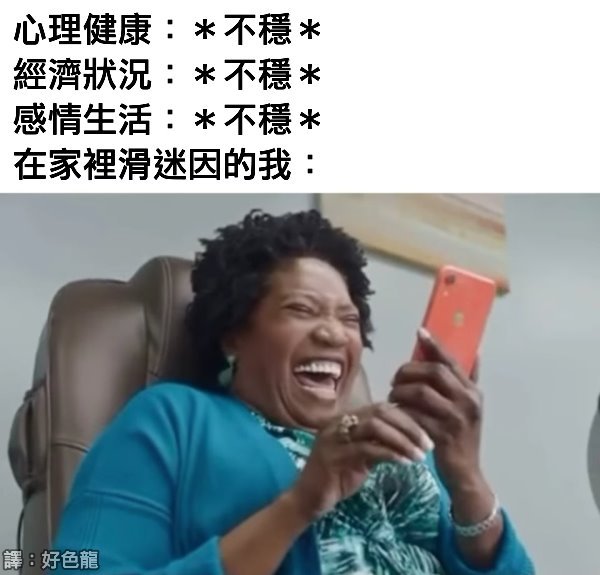 心理健康：＊不穩＊
經濟狀況：＊不穩＊
感情生活：＊不穩＊
在家裡滑迷因的我：
譯：好色龍